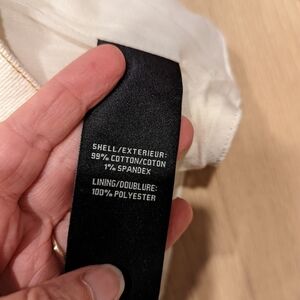 SHELL/EXTERIEUR:
99% COTTON/COTON
1% SPANDEX
LINING/DOUBLURE:
100% POLYESTER